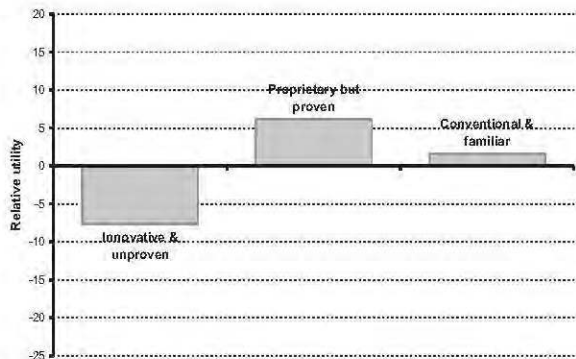 20
15
10
5
0
-5
-10
-15
-20
-25
Relative utility
Proprietary but
proven
Conventional &
familiar
Innovative &
unproven